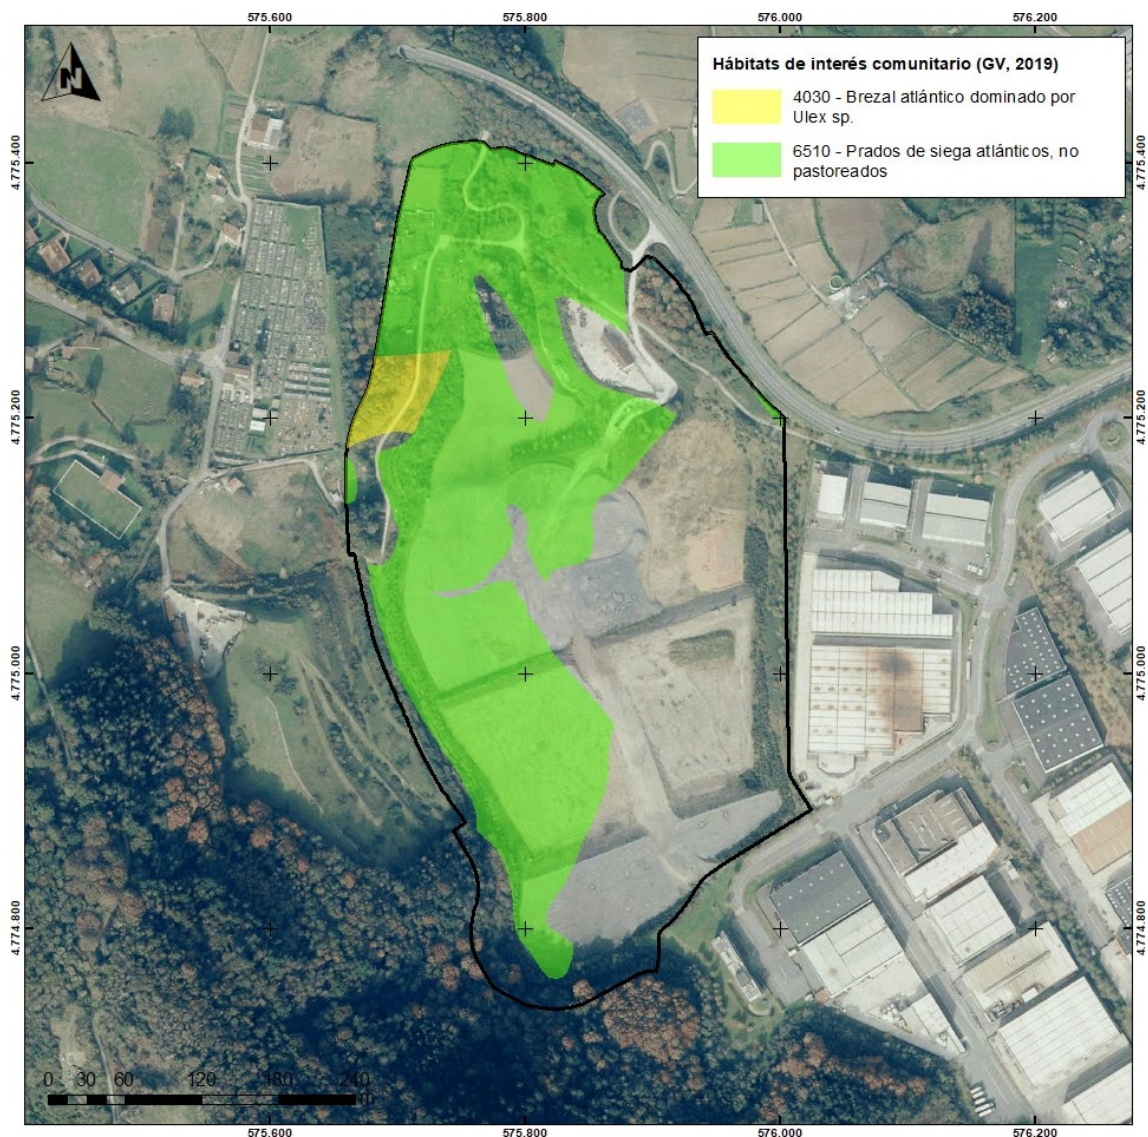 575.600 575.800 576.000 576.200
N
Hábitats de interés comunitario (GV, 2019)
4030 - Brezal atlántico dominado por
Ulex sp.
6510 - Prados de siega atlánticos, no
pastoreados
4.775.400 4.775.400
4.775.200 4.775.200
4.775.000 4.775.000
4.774.800 4.774.800
0 30 60 120 180 240
m
575.600 575.800 576.000 576.200